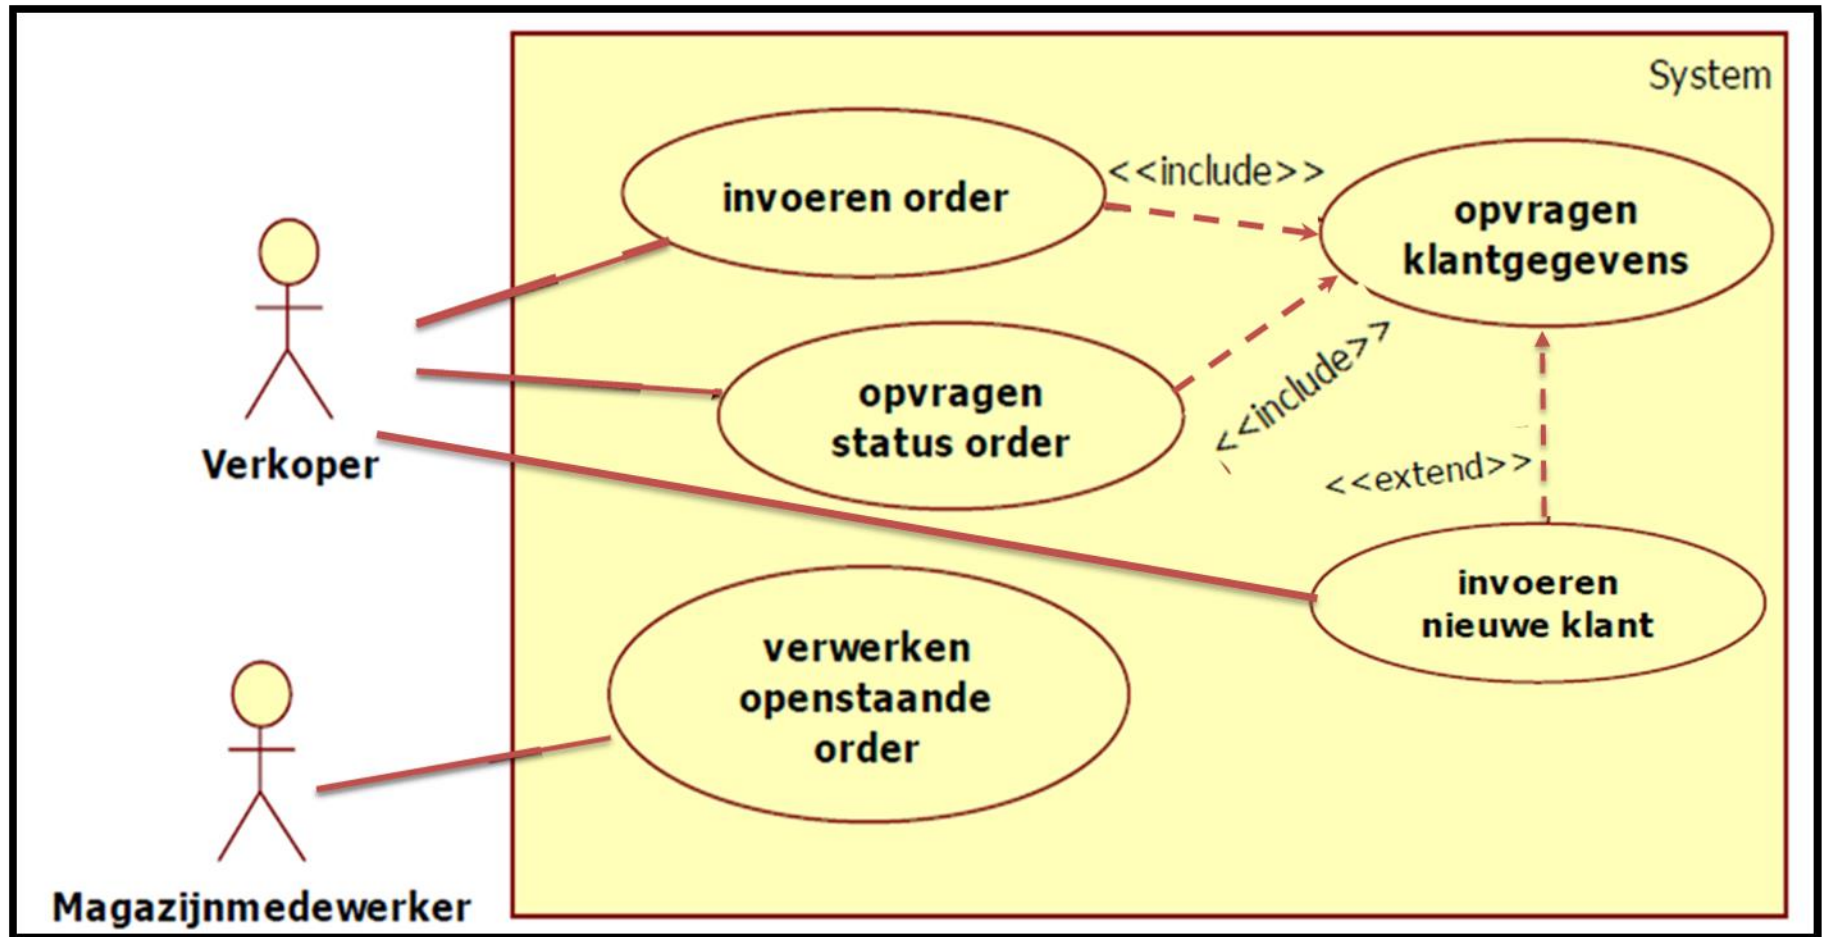 System
invoeren order
<<include>>
opvragen
klantgegevens
opvragen
status order
<<include>>
Verkoper
<<extend>>
invoeren
nieuwe klant
verwerken
openstaande
order
Magazijnmedewerker